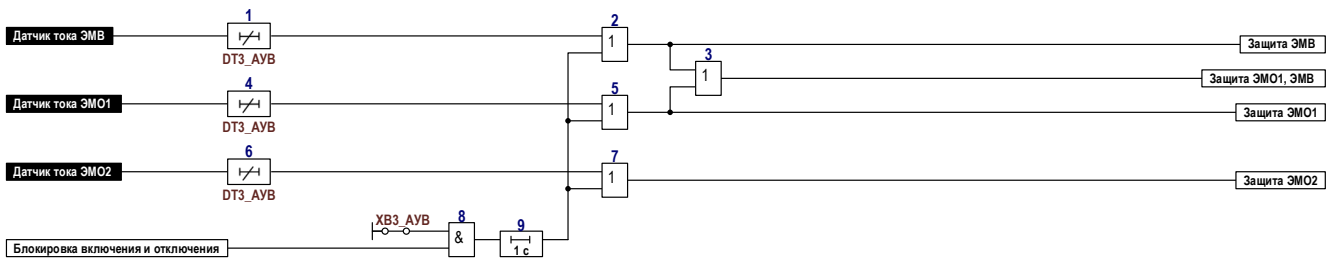 1
2
Датчик тока ЭМВ
1
Защита ЭМВ
DT3_АУВ
3
1
Защита ЭМО1, ЭМВ
4
5
Датчик тока ЭМО1
1
Защита ЭМО1
DT3_АУВ
6
7
Датчик тока ЭМО2
1
Защита ЭМО2
DT3_АУВ
XB3_АУВ
8
9
&
1 с
Блокировка включения и отключения